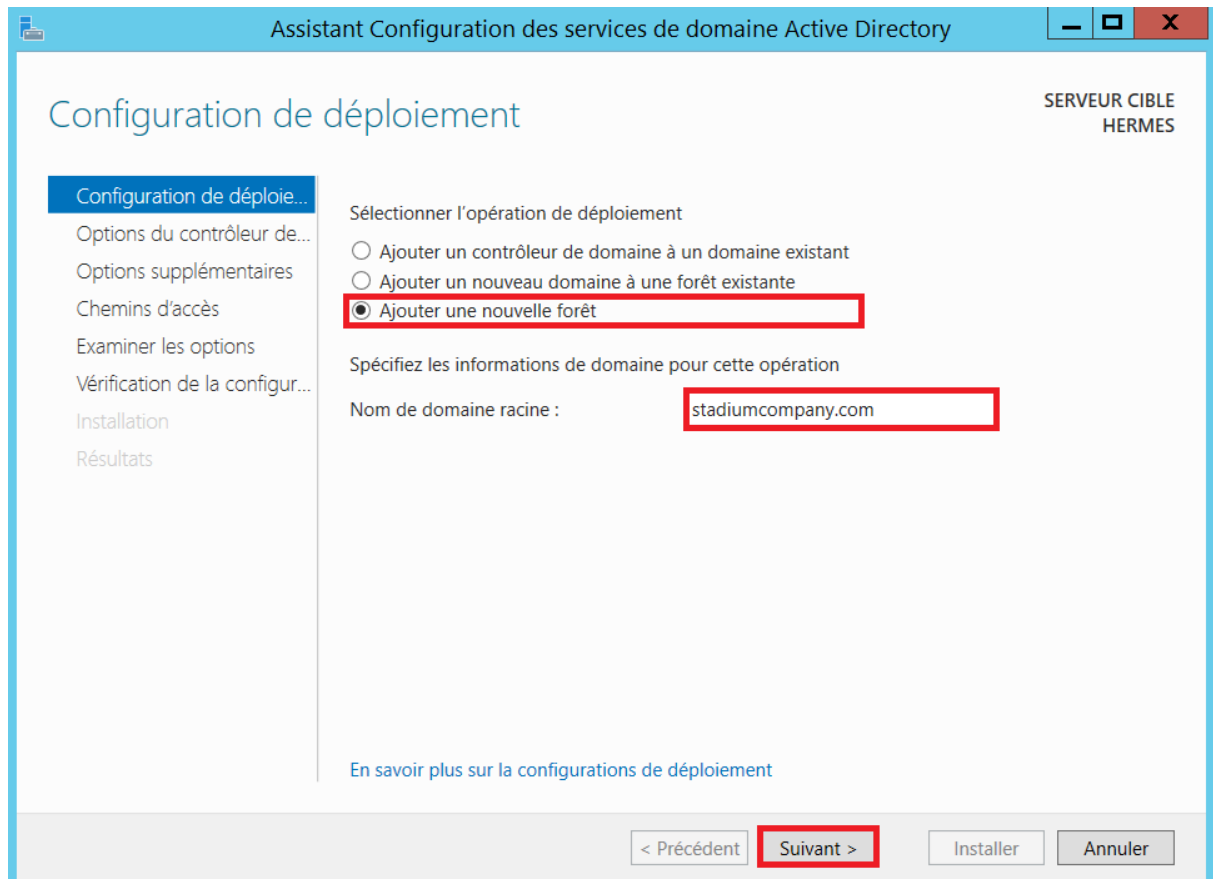 Assistant Configuration des services de domaine Active Directory
Configuration de déploiement
SERVEUR CIBLE
HERMES
Configuration de déploie...
Options du contrôleur de...
Options supplémentaires
Chemins d'accès
Examiner les options
Vérification de la configur...
Installation
Résultats
Sélectionner l'opération de déploiement
Ajouter un contrôleur de domaine à un domaine existant
Ajouter un nouveau domaine à une forêt existante
Ajouter une nouvelle forêt
Spécifiez les informations de domaine pour cette opération
Nom de domaine racine : stadiumcompany.com
En savoir plus sur la configurations de déploiement
< Précédent Suivant > Installer Annuler